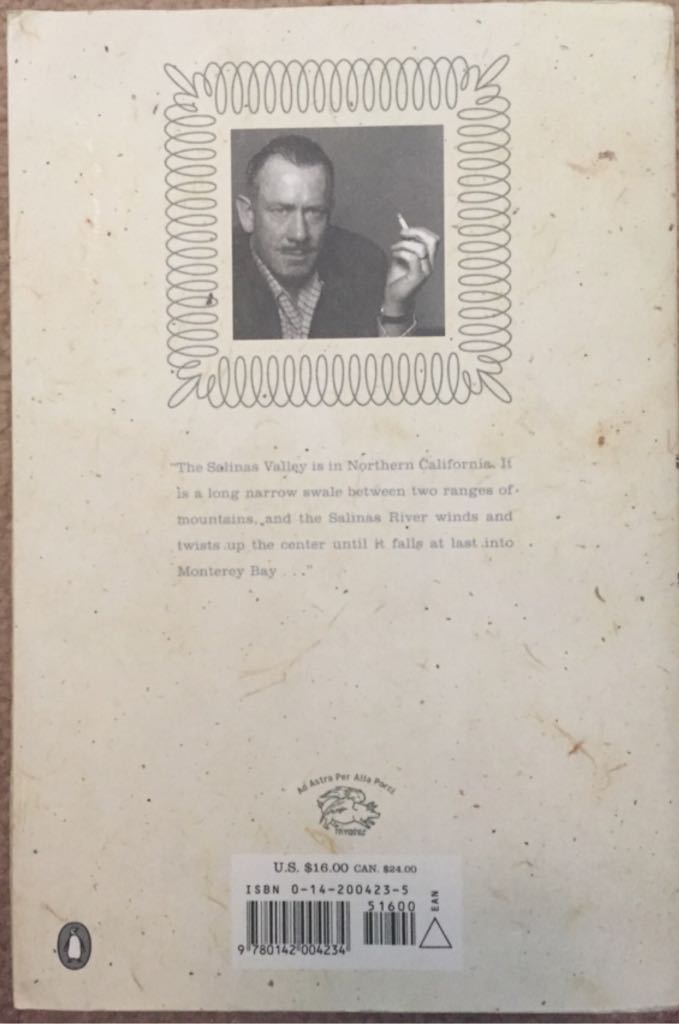 "The Salinas Valley is in Northern California. It
is a long narrow swale between two ranges of
mountains, and the Salinas River winds and
twists up the center until it falls at last into
Monterey Bay . . ."
Ad Astra Per Alia Porci
U.S. $16.00 CAN. $24.00
ISBN 0-14-200423-5
51600
EAN
9 780142 004234